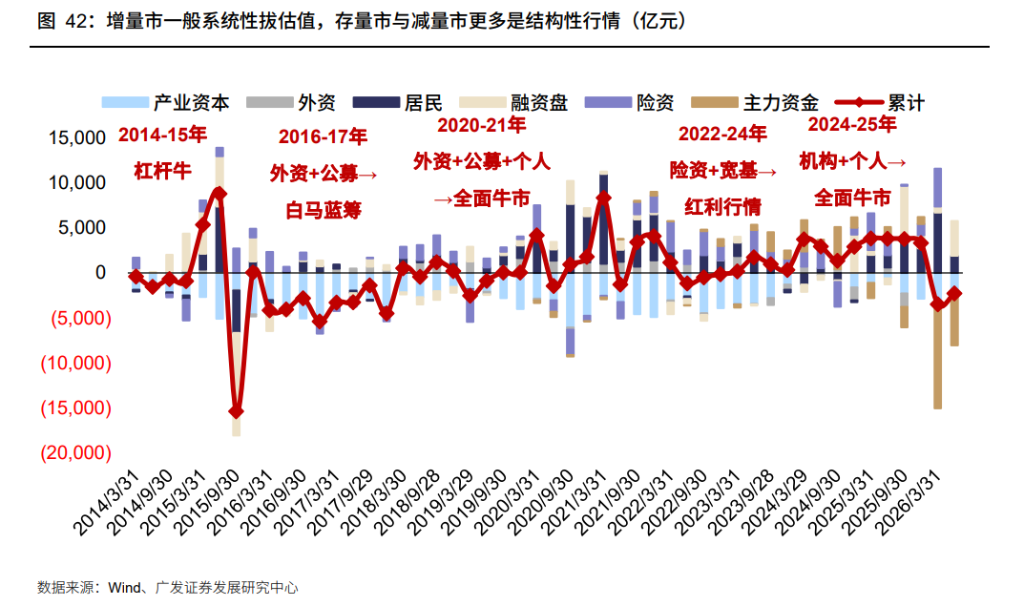 图 42：增量市一般系统性拔估值，存量市与减量市更多是结构性行情（亿元）
产业资本 外资 居民 融资盘 险资 主力资金 累计
2014-15年
杠杆牛
2016-17年
外资+公募→
白马蓝筹
2020-21年
外资+公募+个人
→全面牛市
2022-24年
险资+宽基→
红利行情
2024-25年
机构+个人→
全面牛市
15,000
10,000
5,000
0
(5,000)
(10,000)
(15,000)
(20,000)
2014/3/31
2014/9/30
2015/3/31
2015/9/30
2016/3/31
2016/9/30
2017/3/31
2017/9/29
2018/3/30
2018/9/28
2019/3/29
2019/9/30
2020/3/31
2020/9/30
2021/3/31
2021/9/30
2022/3/31
2022/9/30
2023/3/31
2023/9/28
2024/3/29
2024/9/30
2025/3/31
2025/9/30
2026/3/31
数据来源：Wind、广发证券发展研究中心